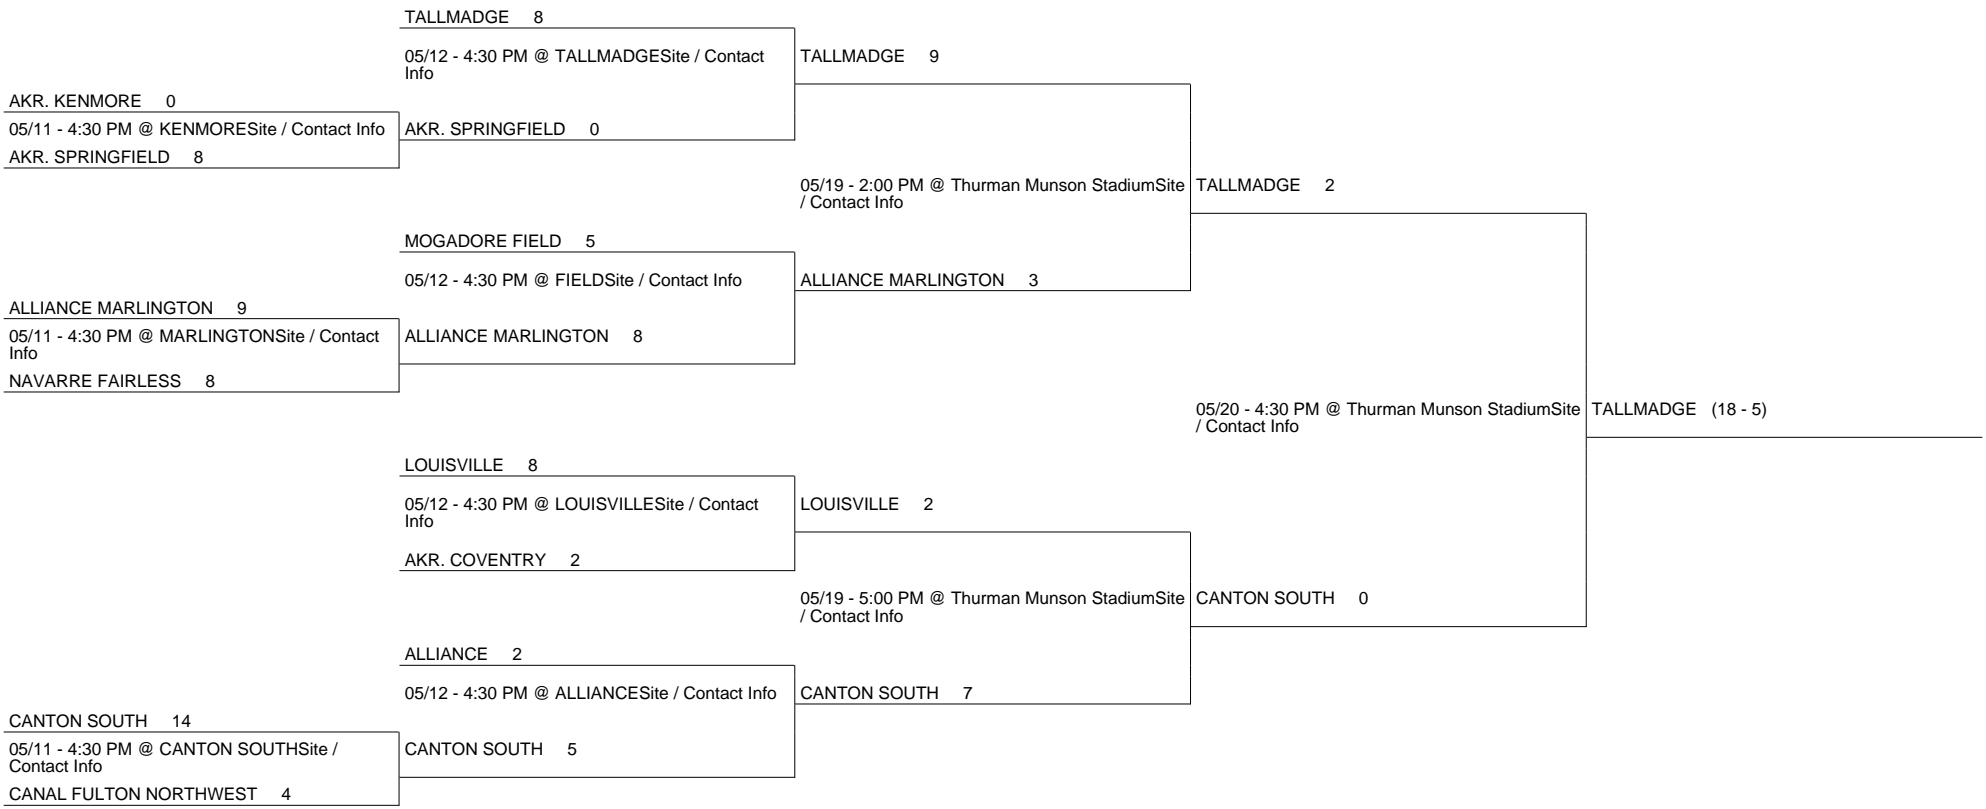 TALLMADGE 8
05/12 - 4:30 PM @ TALLMADGESite / Contact
Info
TALLMADGE 9
AKR. KENMORE 0
05/11 - 4:30 PM @ KENMORESite / Contact Info
AKR. SPRINGFIELD 0
AKR. SPRINGFIELD 8
05/19 - 2:00 PM @ Thurman Munson StadiumSite
/ Contact Info
TALLMADGE 2
MOGADORE FIELD 5
05/12 - 4:30 PM @ FIELDSite / Contact Info
ALLIANCE MARLINGTON 3
ALLIANCE MARLINGTON 9
05/11 - 4:30 PM @ MARLINGTONSite / Contact
Info
ALLIANCE MARLINGTON 8
NAVARRE FAIRLESS 8
05/20 - 4:30 PM @ Thurman Munson StadiumSite
/ Contact Info
TALLMADGE (18 - 5)
LOUISVILLE 8
05/12 - 4:30 PM @ LOUISVILLESite / Contact
Info
LOUISVILLE 2
AKR. COVENTRY 2
05/19 - 5:00 PM @ Thurman Munson StadiumSite
/ Contact Info
CANTON SOUTH 0
ALLIANCE 2
05/12 - 4:30 PM @ ALLIANCESite / Contact Info
CANTON SOUTH 7
CANTON SOUTH 14
05/11 - 4:30 PM @ CANTON SOUTHSite /
Contact Info
CANTON SOUTH 5
CANAL FULTON NORTHWEST 4